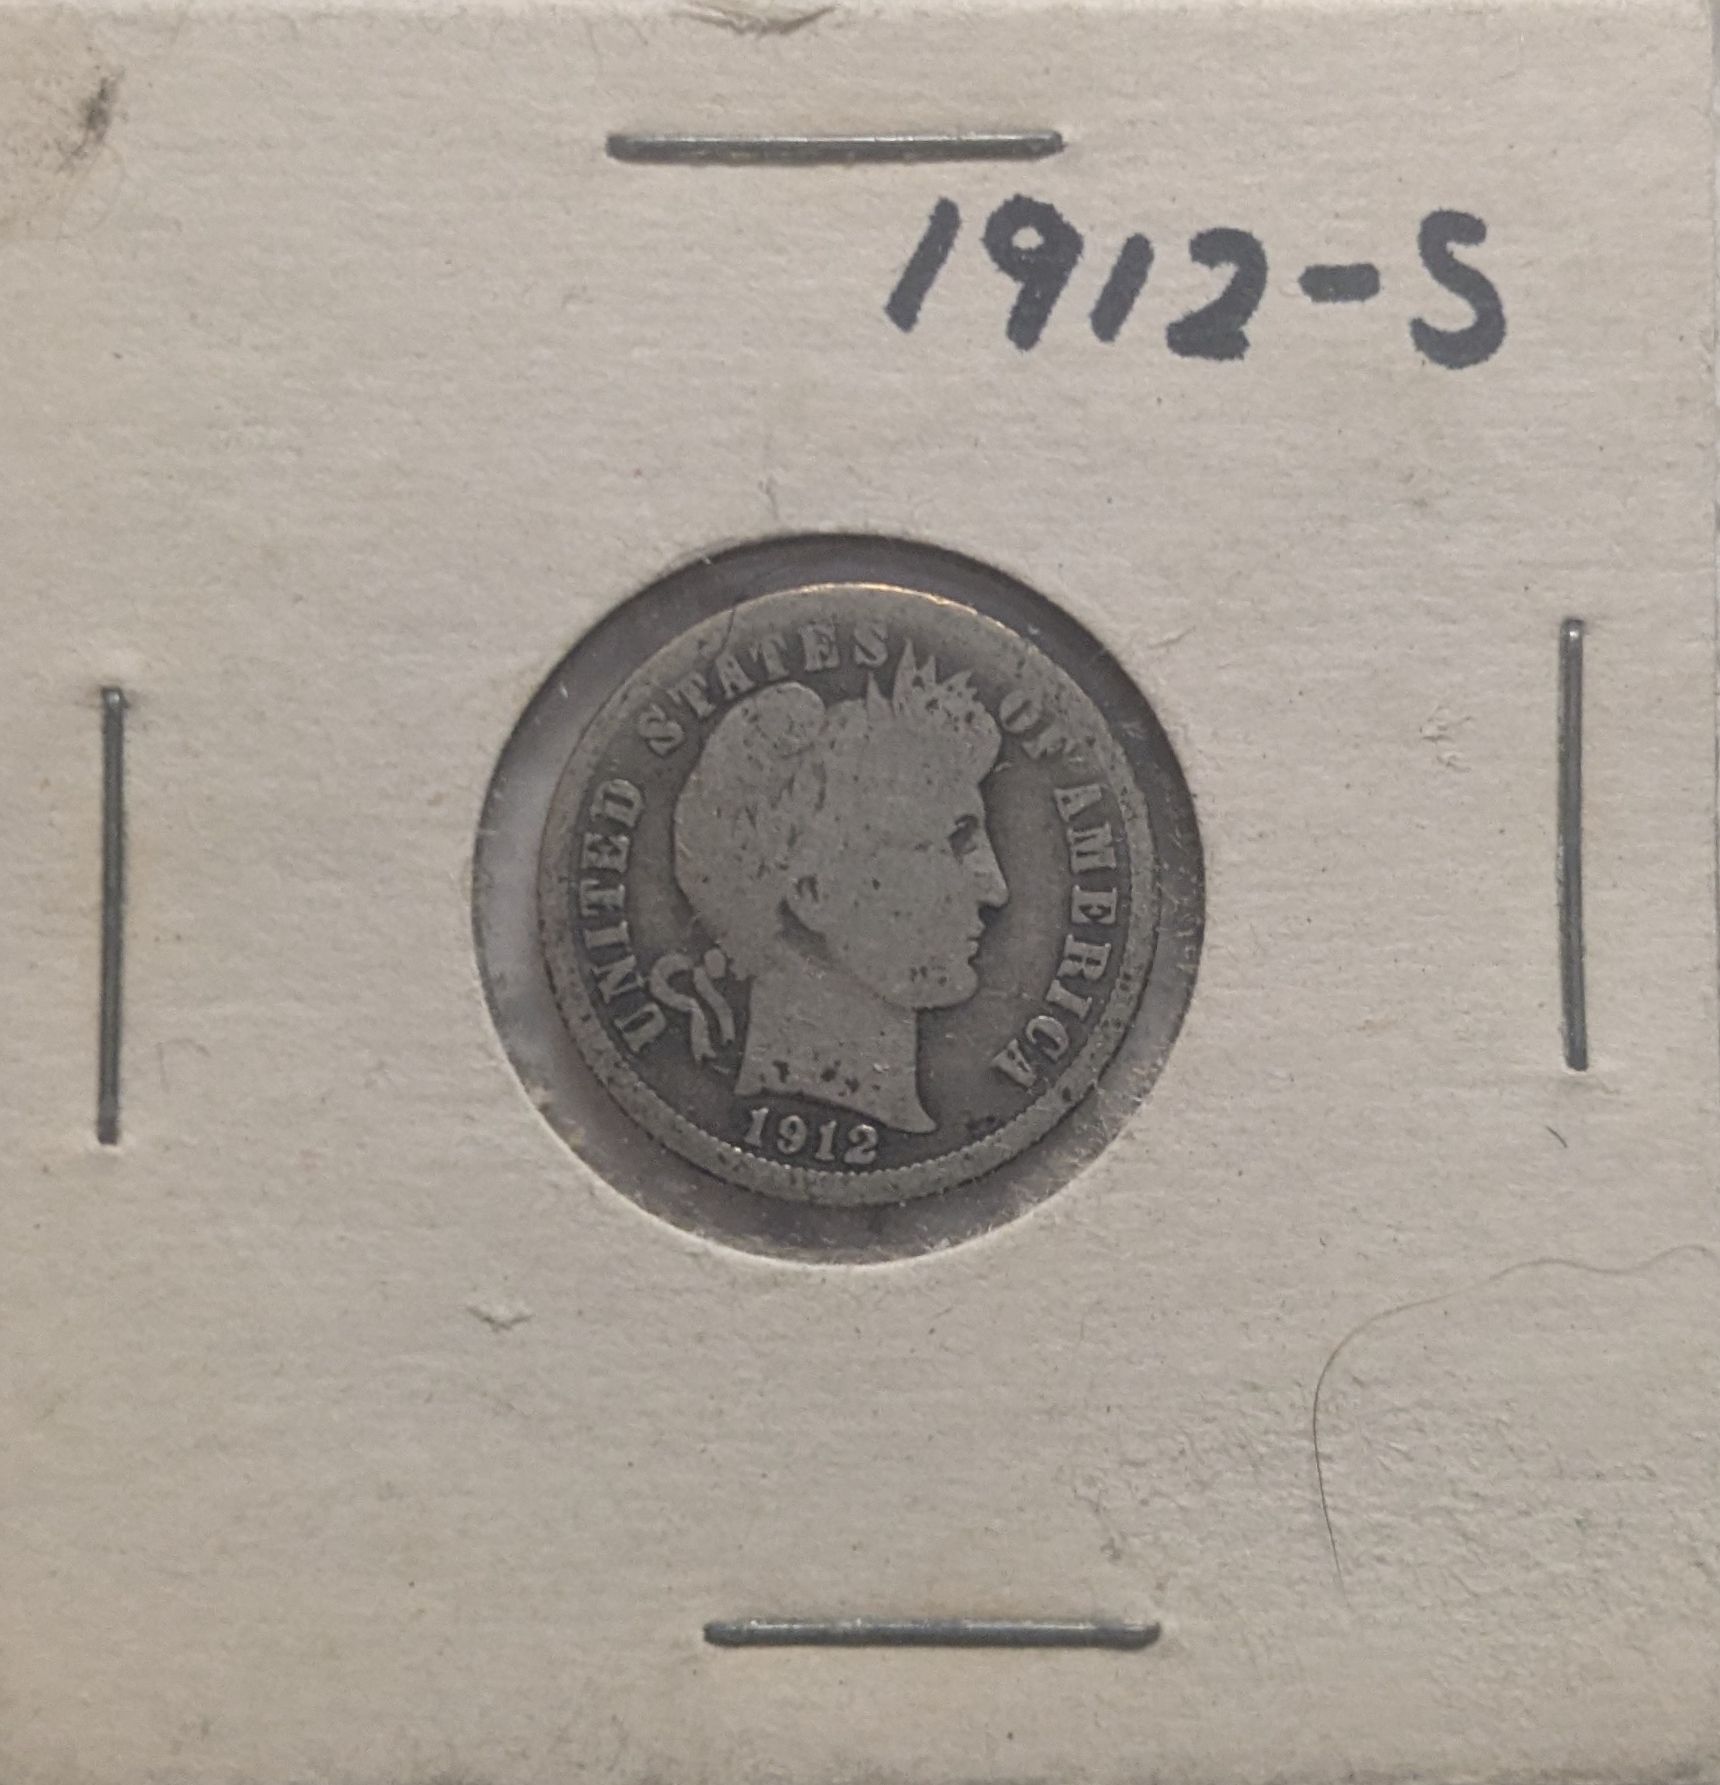 1912-S
UNITED STATES OF AMERICA
1912